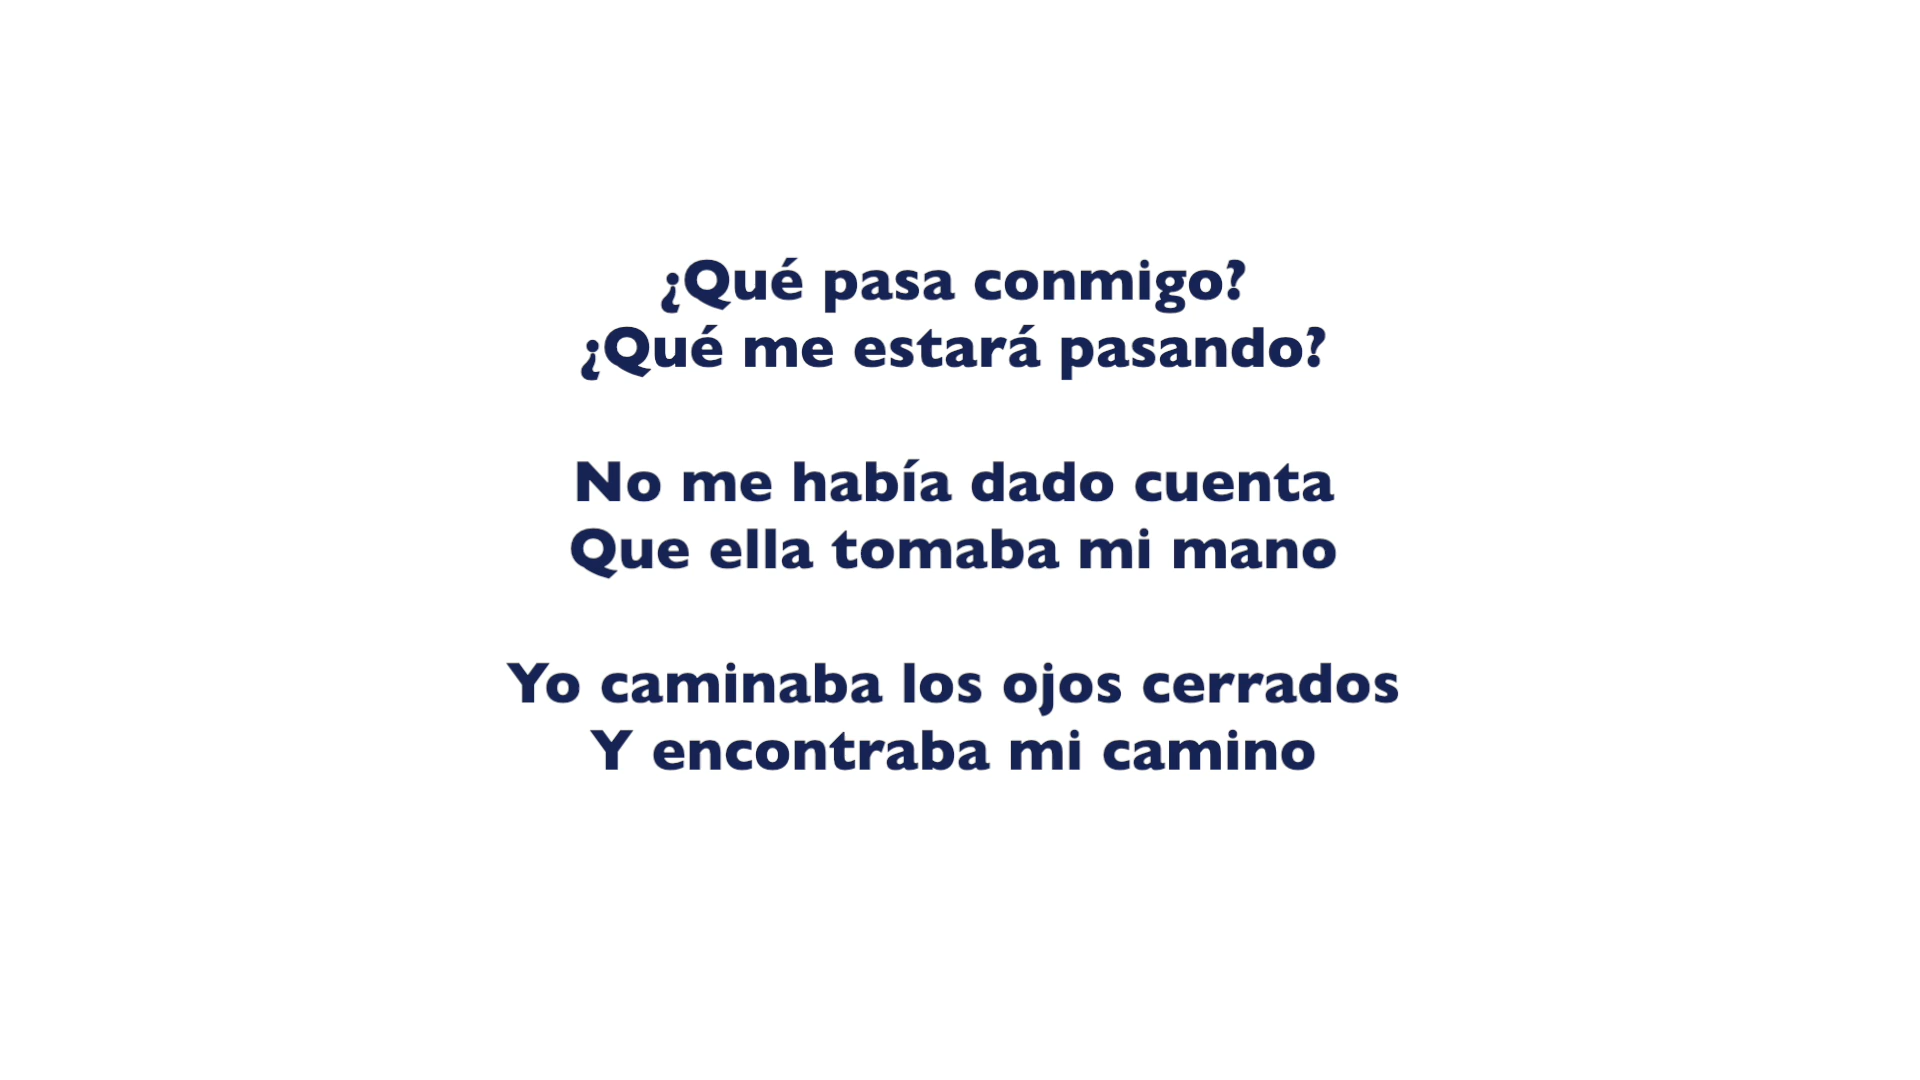 ¿Qué pasa conmigo?
¿Qué me estará pasando?
No me había dado cuenta
Que ella tomaba mi mano
Yo caminaba los ojos cerrados
Y encontraba mi camino